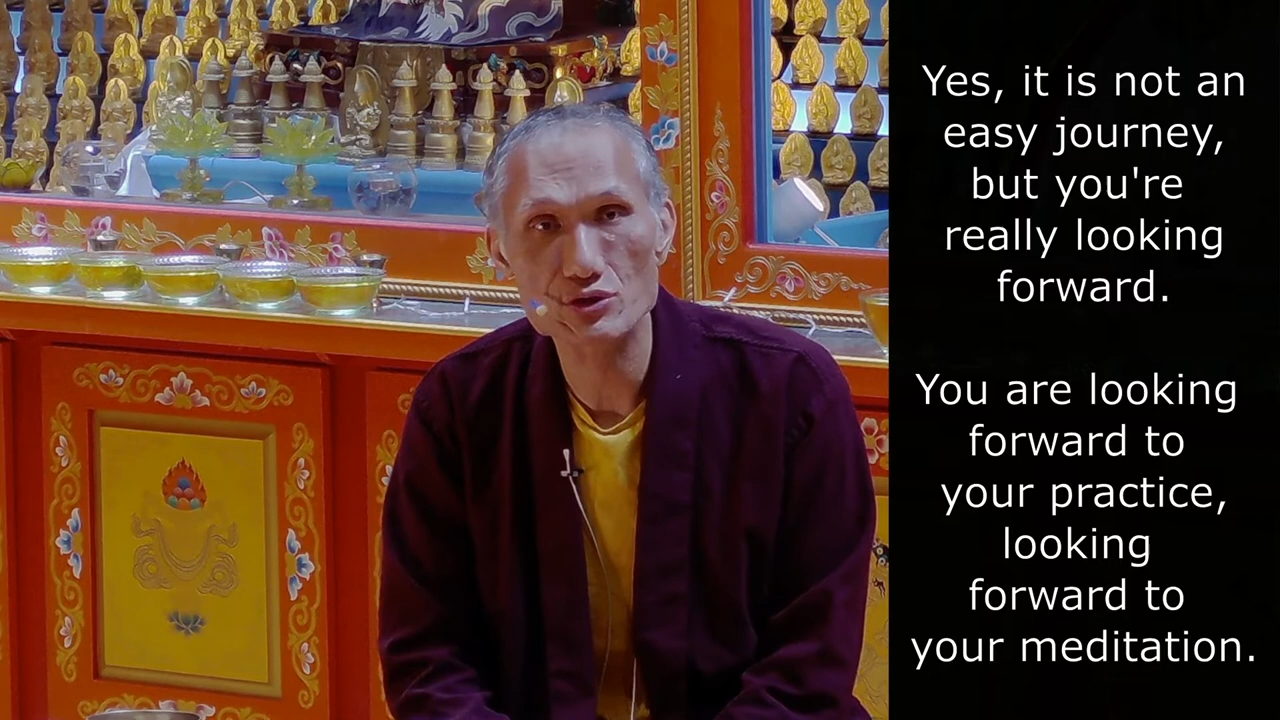 Yes, it is not an
easy journey,
but you're
really looking
forward.
You are looking
forward to
your practice,
looking
forward to
your meditation.